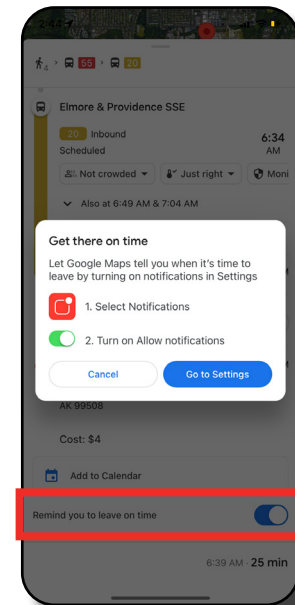 2:44
4 > 55 > 20
Elmore & Providence SSE
20 Inbound
Scheduled
6:34
AM
Not crowded
Just right
Moni
Also at 6:49 AM & 7:04 AM
Get there on time
Let Google Maps tell you when it's time to
leave by turning on notifications in Settings
1. Select Notifications
2. Turn on Allow notifications
Cancel
Go to Settings
AK 99508
Cost: $4
Add to Calendar
Remind you to leave on time
6:39 AM · 25 min